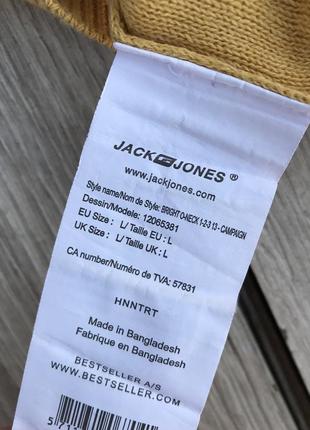 JACK JONES ®
www.jackjones.com
Style name/Nom de Style: BRIGHT O-NECK 1-2-3 13 - CAMPAIGN
Dessin/Modele: 12065361
EU Size : L/ Taille EU : L
UK Size : L/ Taille UK : L
CA number/Numéro de TVA: 57831
HNNTRT
Made in Bangladesh
Fabrique en Bangladesh
BESTSELLER A/S
WWW.BESTSELLER.COM